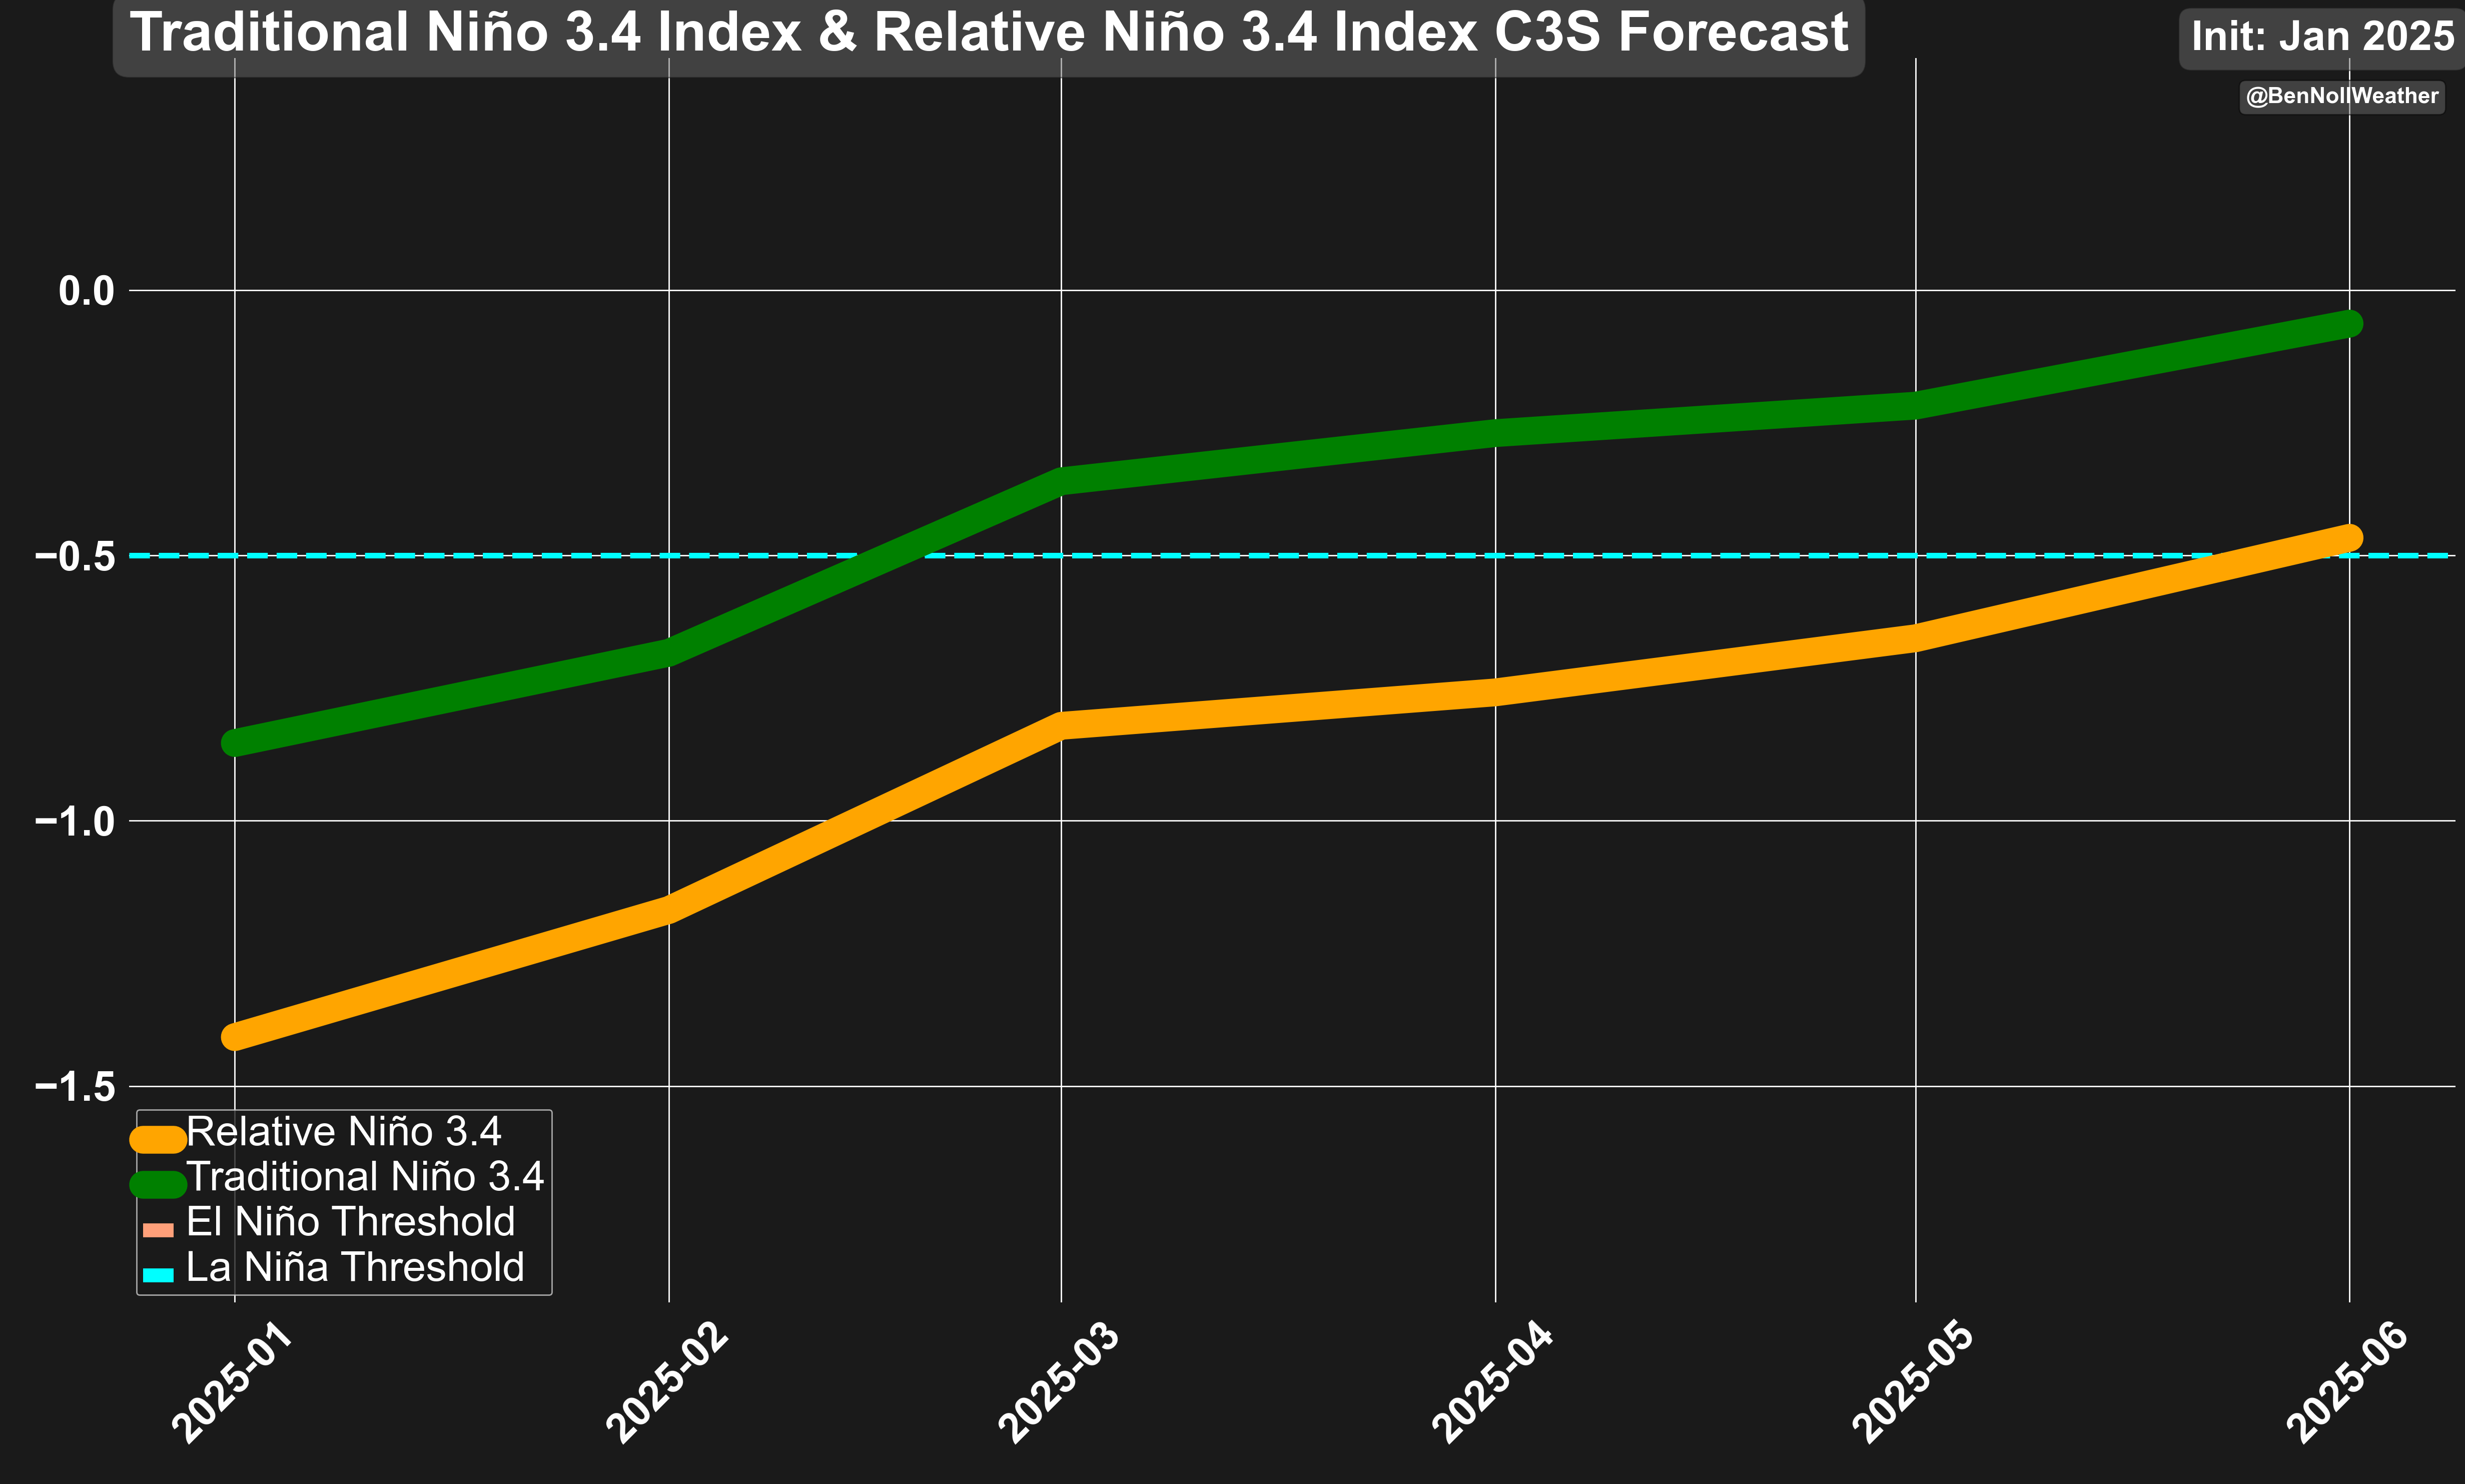 Traditional Niño 3.4 Index & Relative Niño 3.4 Index C3S Forecast
Init: Jan 2025
@BenNollWeather
0.0
−0.5
−1.0
−1.5
Relative Niño 3.4
Traditional Niño 3.4
El Niño Threshold
La Niña Threshold
2025-01
2025-02
2025-03
2025-04
2025-05
2025-06